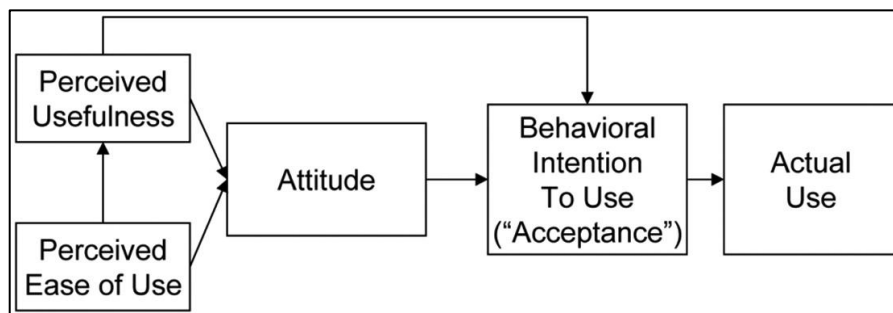 Perceived
Usefulness
Perceived
Ease of Use
Attitude
Behavioral
Intention
To Use
(“Acceptance”)
Actual
Use